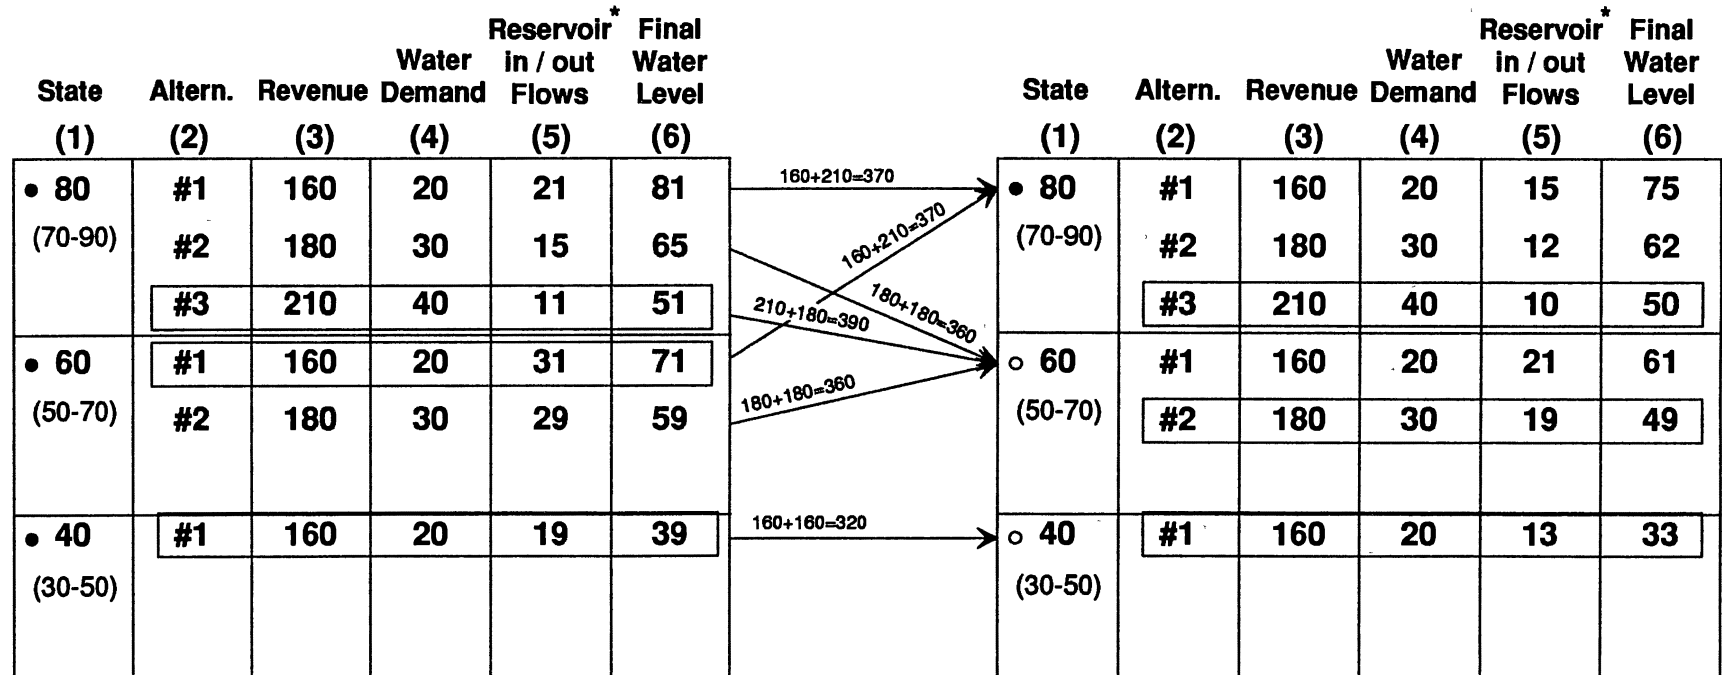 Reservoir* Final
Water in / out Water
State Altern. Revenue Demand Flows Level
(1) (2) (3) (4) (5) (6)
● 80 #1 160 20 21 81
(70-90) #2 180 30 15 65
#3 210 40 11 51
● 60 #1 160 20 31 71
(50-70) #2 180 30 29 59
● 40 #1 160 20 19 39
(30-50)
160+210=370
160+210=370
180+180=360
210+180=390
180+180=360
160+160=320
Reservoir* Final
Water in / out Water
State Altern. Revenue Demand Flows Level
(1) (2) (3) (4) (5) (6)
● 80 #1 160 20 15 75
(70-90) #2 180 30 12 62
#3 210 40 10 50
○ 60 #1 160 20 21 61
(50-70) #2 180 30 19 49
○ 40 #1 160 20 13 33
(30-50)